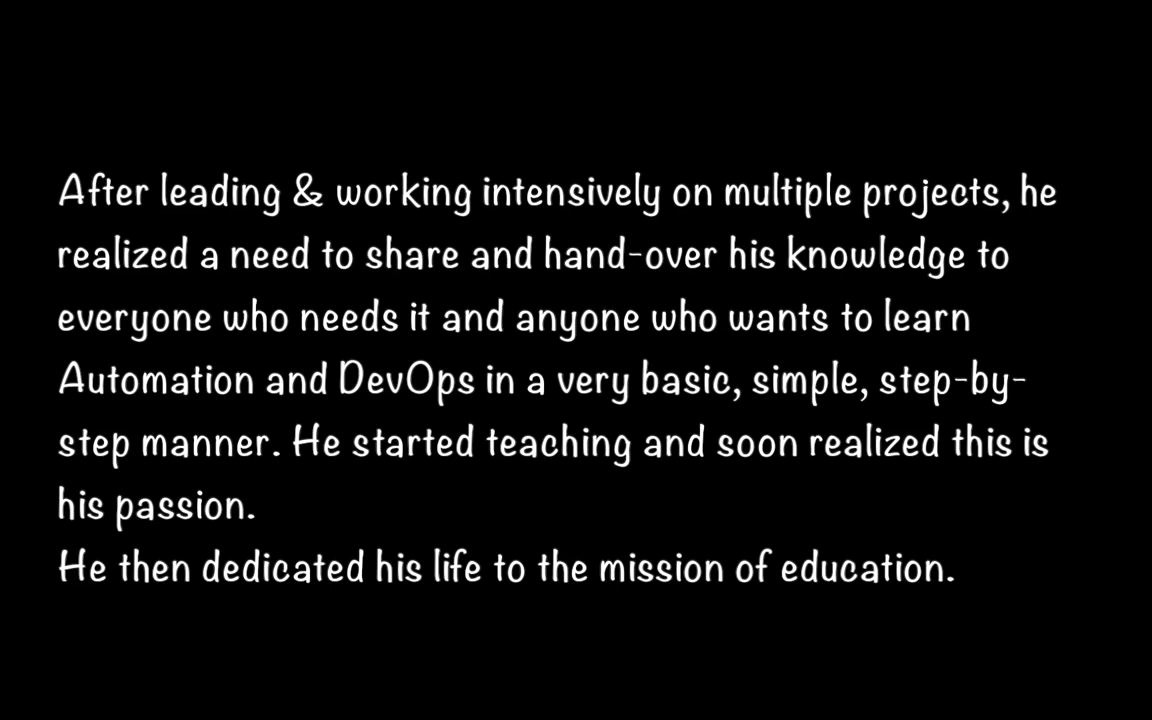 After leading & working intensively on multiple projects, he
realized a need to share and hand-over his knowledge to
everyone who needs it and anyone who wants to learn
Automation and DevOps in a very basic, simple, step-by-
step manner. He started teaching and soon realized this is
his passion.
He then dedicated his life to the mission of education.